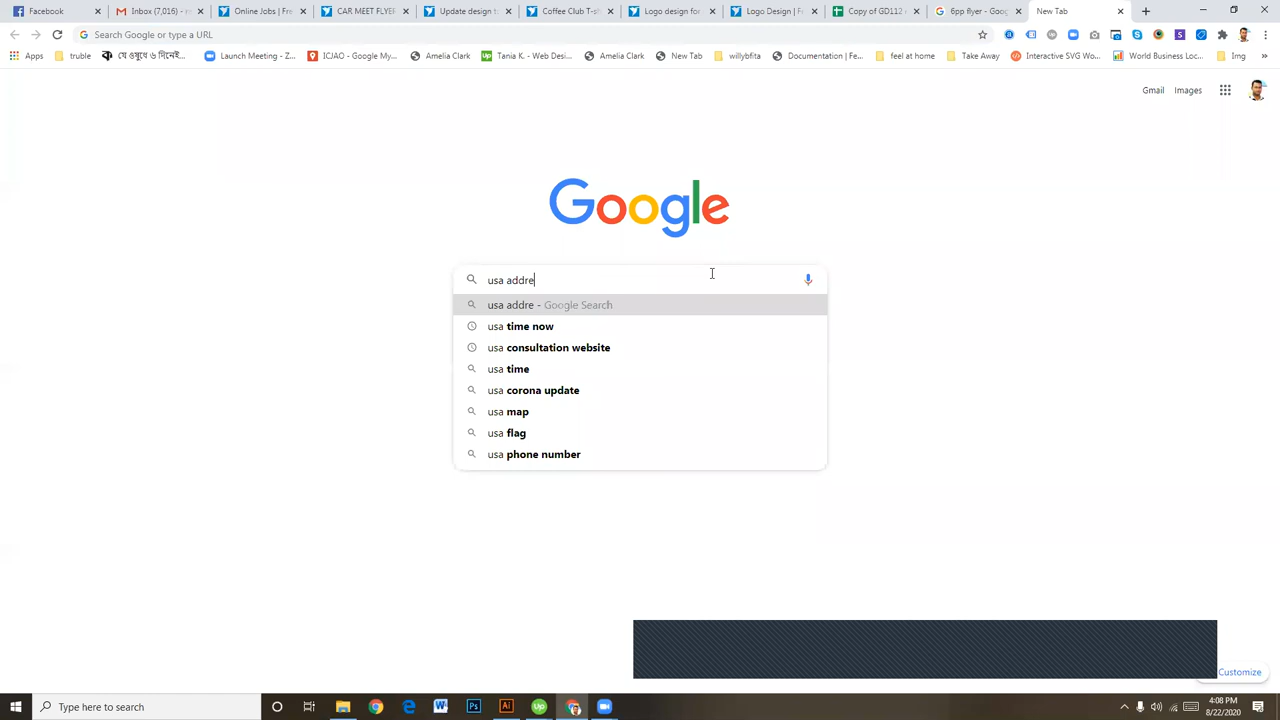 Facebook
Inbox (7,016) - r
Online Jobs | Fre
CAR MEET FLYER
Update design t
Coffee Club T-sh
Logo design for
Logo Design | F
Copy of GD112
6pp flyer - Goog
New Tab
Search Google or type a URL
Apps
truble
যে ওষুধে ৬ দিনেই...
Launch Meeting - Z...
ICJAO - Google My...
Amelia Clark
Tania K. - Web Desi...
Amelia Clark
New Tab
willybfita
Documentation | Fe...
feel at home
Take Away
Interactive SVG Wo...
World Business Loc...
Img
Gmail
Images
Google
usa addre
usa addre - Google Search
usa time now
usa consultation website
usa time
usa corona update
usa map
usa flag
usa phone number
Customize
Type here to search
4:08 PM
8/22/2020